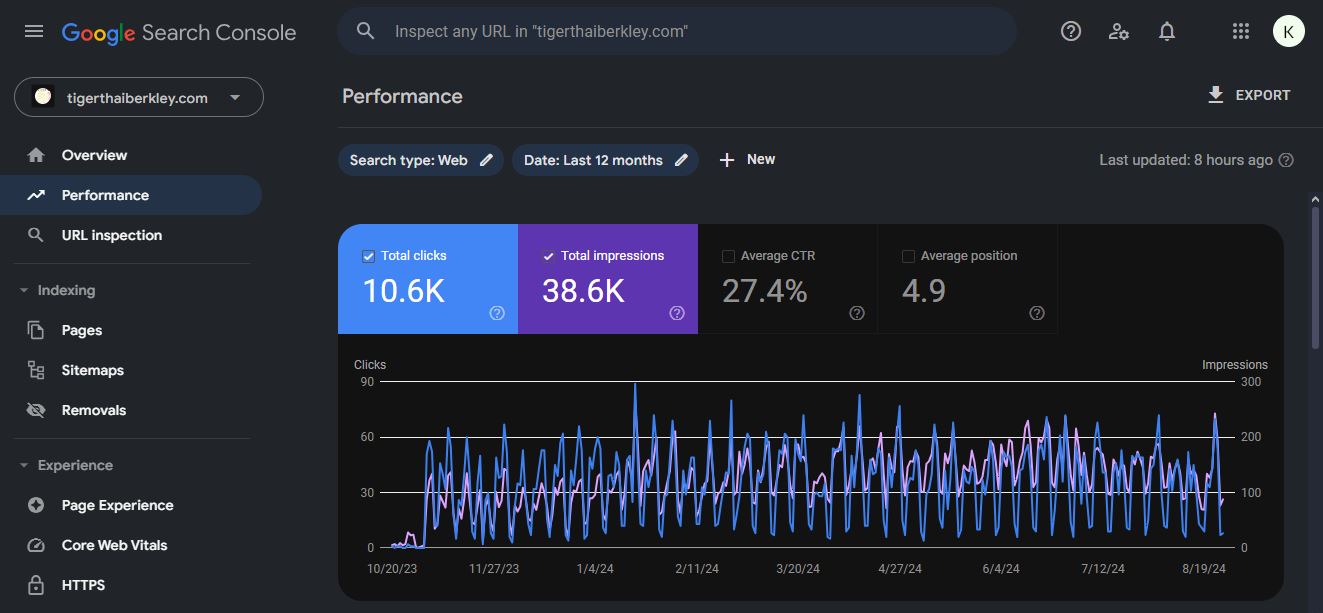 Google Search Console
Inspect any URL in "tigerthaiberkley.com"
K
tigerthaiberkley.com
Performance
EXPORT
Search type: Web
Date: Last 12 months
New
Last updated: 8 hours ago
Overview
Performance
URL inspection
Indexing
Pages
Sitemaps
Removals
Experience
Page Experience
Core Web Vitals
HTTPS
Total clicks
10.6K
Total impressions
38.6K
Average CTR
27.4%
Average position
4.9
Clicks
Impressions
90
300
60
200
30
100
0
0
10/20/23
11/27/23
1/4/24
2/11/24
3/20/24
4/27/24
6/4/24
7/12/24
8/19/24